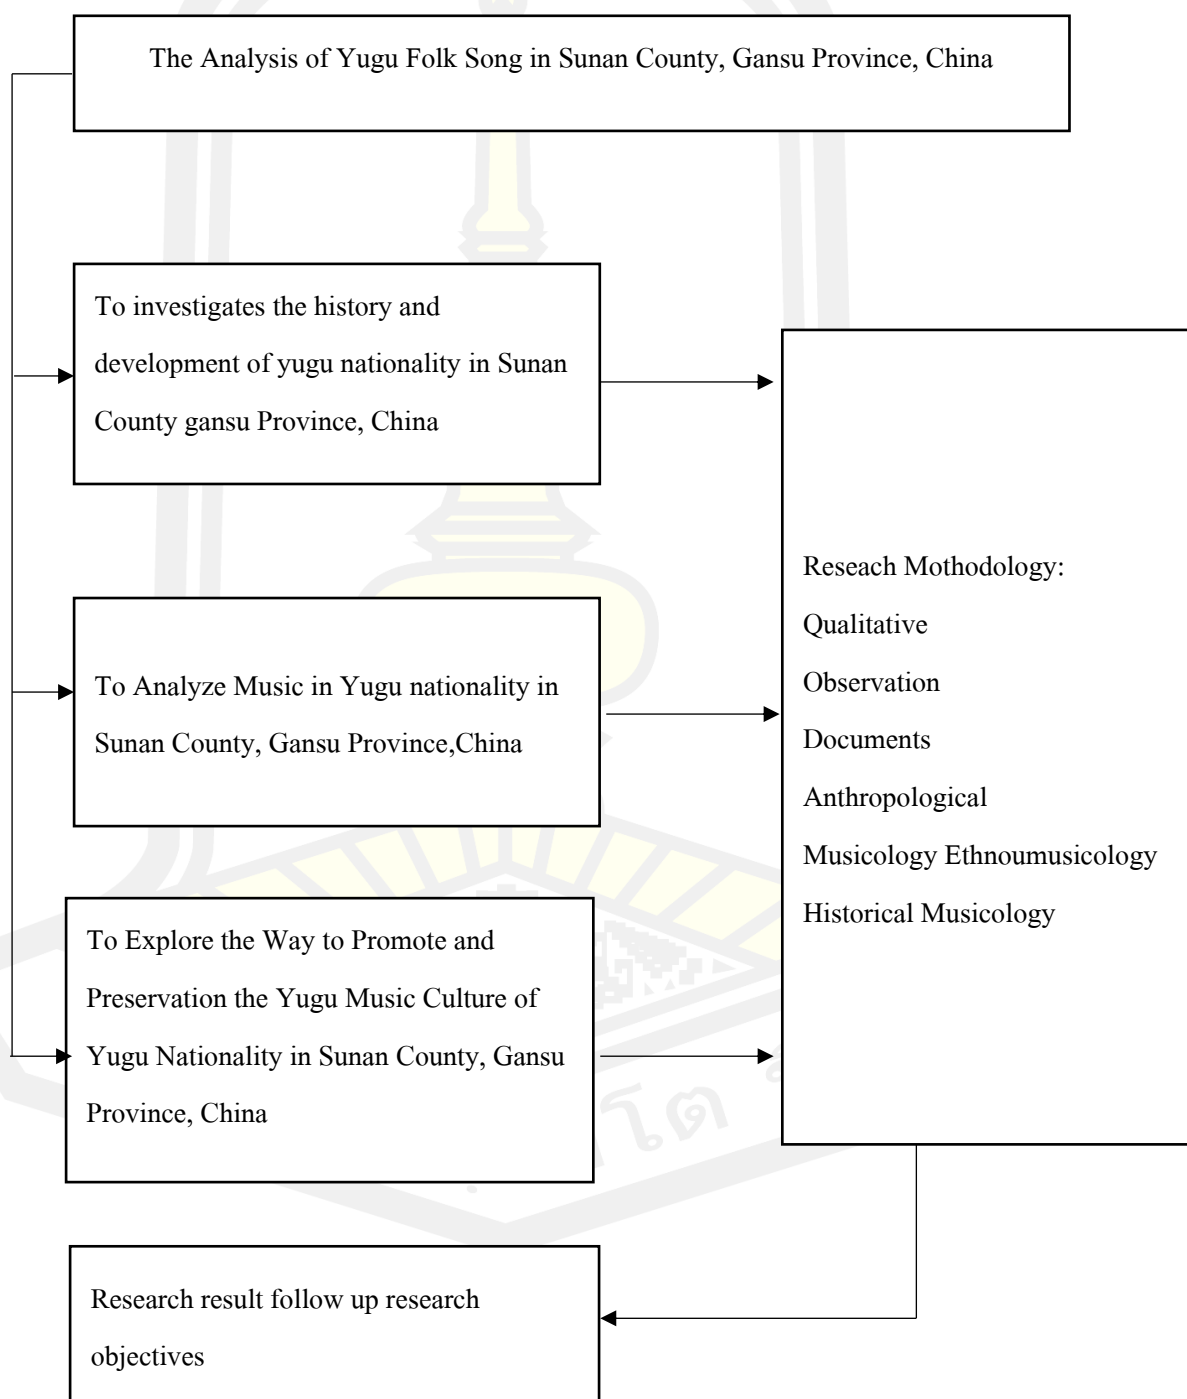 The Analysis of Yugu Folk Song in Sunan County, Gansu Province, China
To investigates the history and
development of yugu nationality in Sunan
County gansu Province, China
To Analyze Music in Yugu nationality in
Sunan County, Gansu Province,China
To Explore the Way to Promote and
Preservation the Yugu Music Culture of
Yugu Nationality in Sunan County, Gansu
Province, China
Reseach Mothodology:
Qualitative
Observation
Documents
Anthropological
Musicology Ethnoumusicology
Historical Musicology
Research result follow up research
objectives